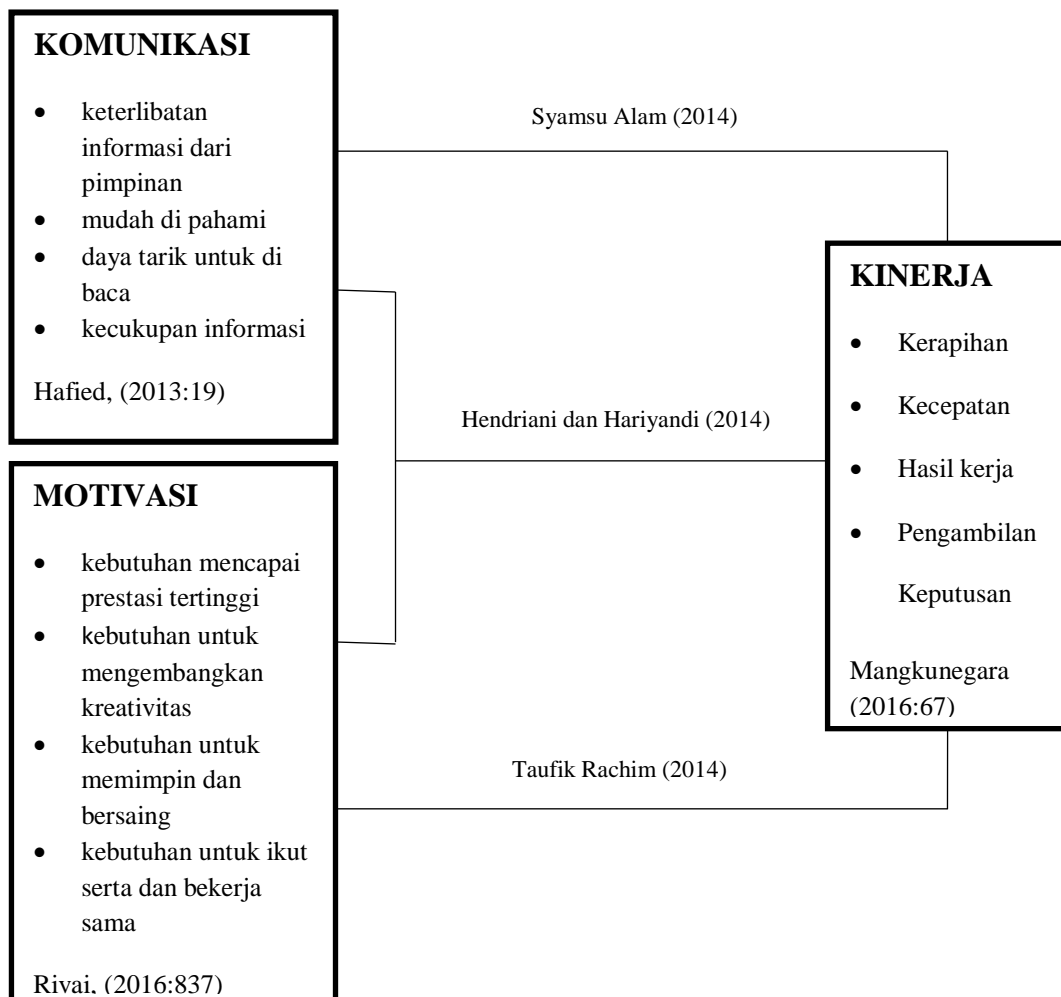 KOMUNIKASI
• keterlibatan
informasi dari
pimpinan
• mudah di pahami
• daya tarik untuk di
baca
• kecukupan informasi
Hafied, (2013:19)
Syamsu Alam (2014)
Hendriani dan Hariyandi (2014)
MOTIVASI
• kebutuhan mencapai
prestasi tertinggi
• kebutuhan untuk
mengembangkan
kreativitas
• kebutuhan untuk
memimpin dan
bersaing
• kebutuhan untuk ikut
serta dan bekerja
sama
Rivai, (2016:837)
Taufik Rachim (2014)
KINERJA
• Kerapihan
• Kecepatan
• Hasil kerja
• Pengambilan
Keputusan
Mangkunegara
(2016:67)